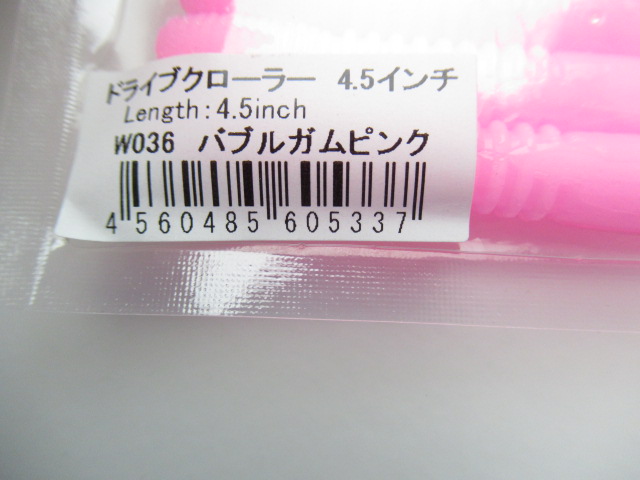 ドライブクローラー 4.5インチ
Length:4.5inch
W036 バブルガムピンク
4 560485 605337